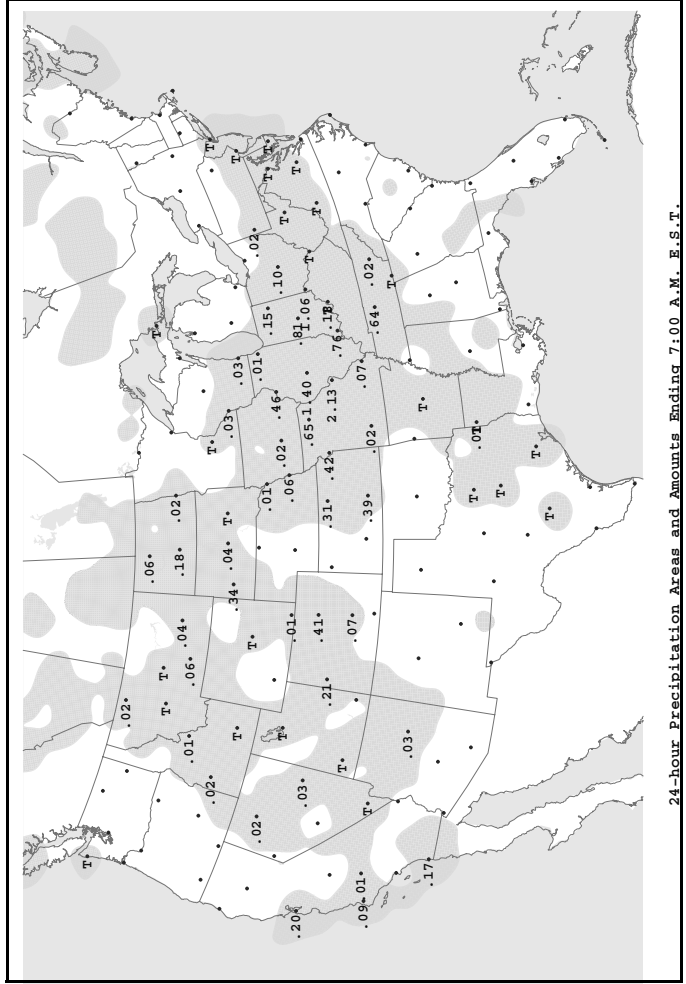 T
.02
.06
T
T T
.04 .18 .02
.01 .06
.02 T T
T .34 .04 T .03 .03 T
.02 T .01 .02
.01 .15 T T
T .02 .46 .10 T
.20 .01 .06 .81 T
.03 .65 1.40 1.06 T
.21 .41 .31 .42 2.13 .76 .18 T
T .07
.09 .01 T .39 .02 .07 .64 .02 T
.03 T
.17
T .01 T
T T
T
24-hour Precipitation Areas and Amounts Ending 7:00 A.M. E.S.T.